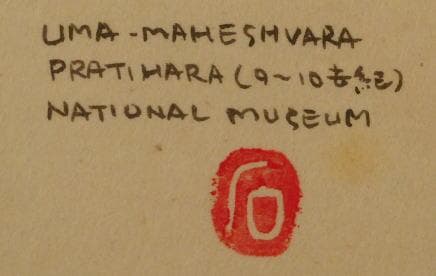 UMA-MAHESHVARA
PRATIHARA (9~10世紀)
NATIONAL MUSEUM